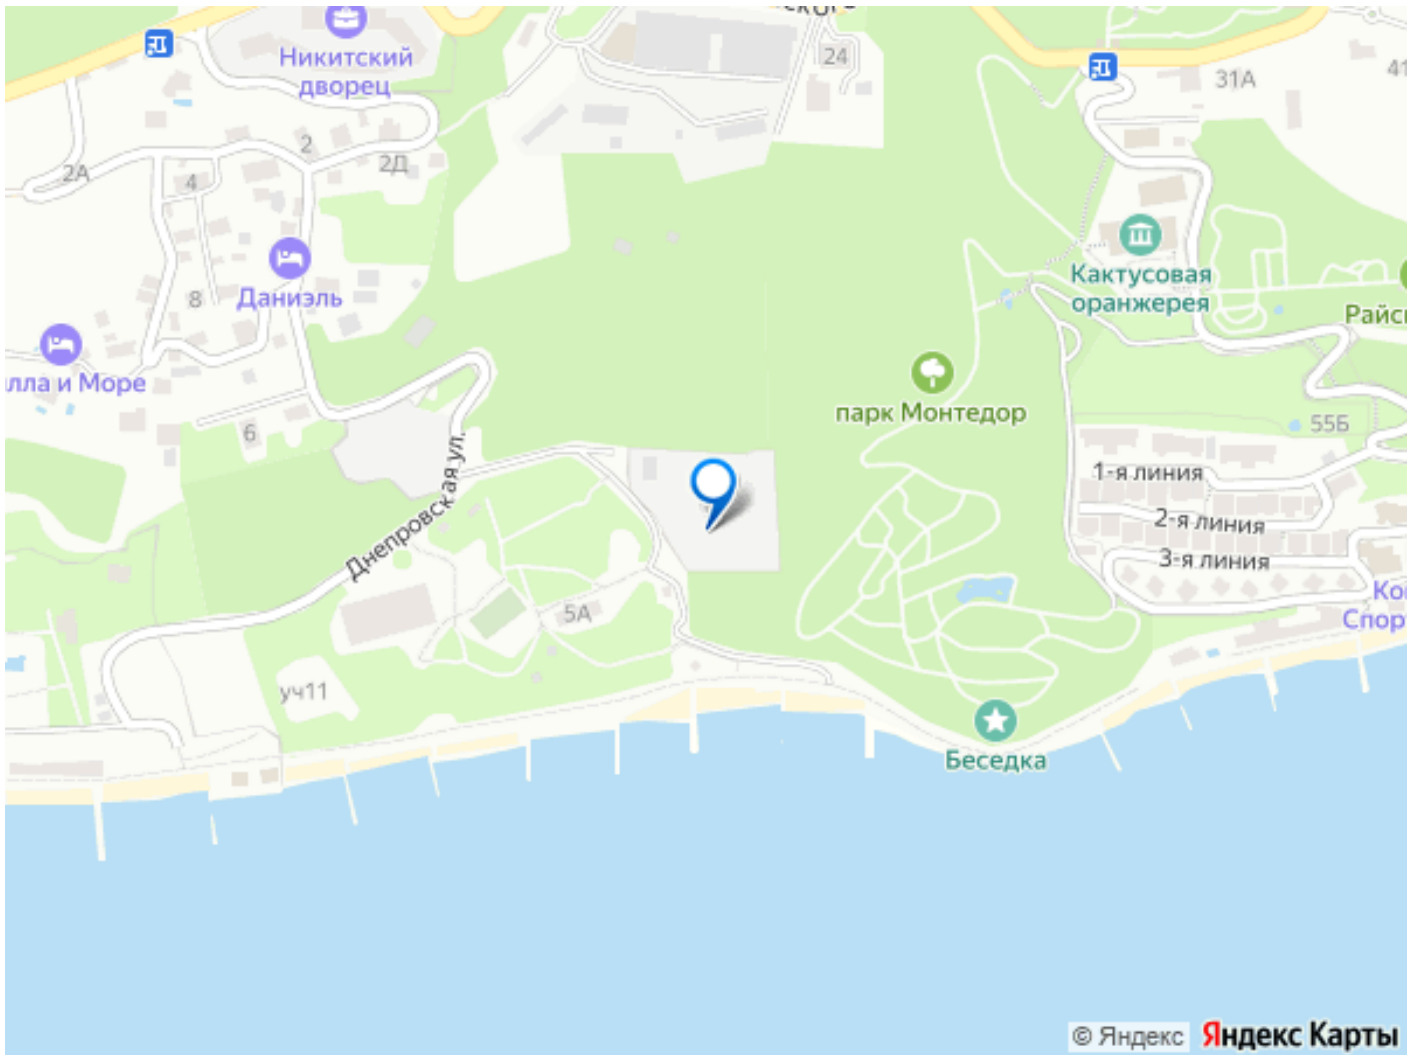 24
31А
41
Никитский
дворец
2
2Д
2А
4
Даниэль
8
Кактусовая
оранжерея
лла и Море
парк Монтедор
6
55Б
1-я линия
2-я линия
3-я линия
Днепровская ул.
5А
уч11
Беседка
© Яндекс
Яндекс Карты